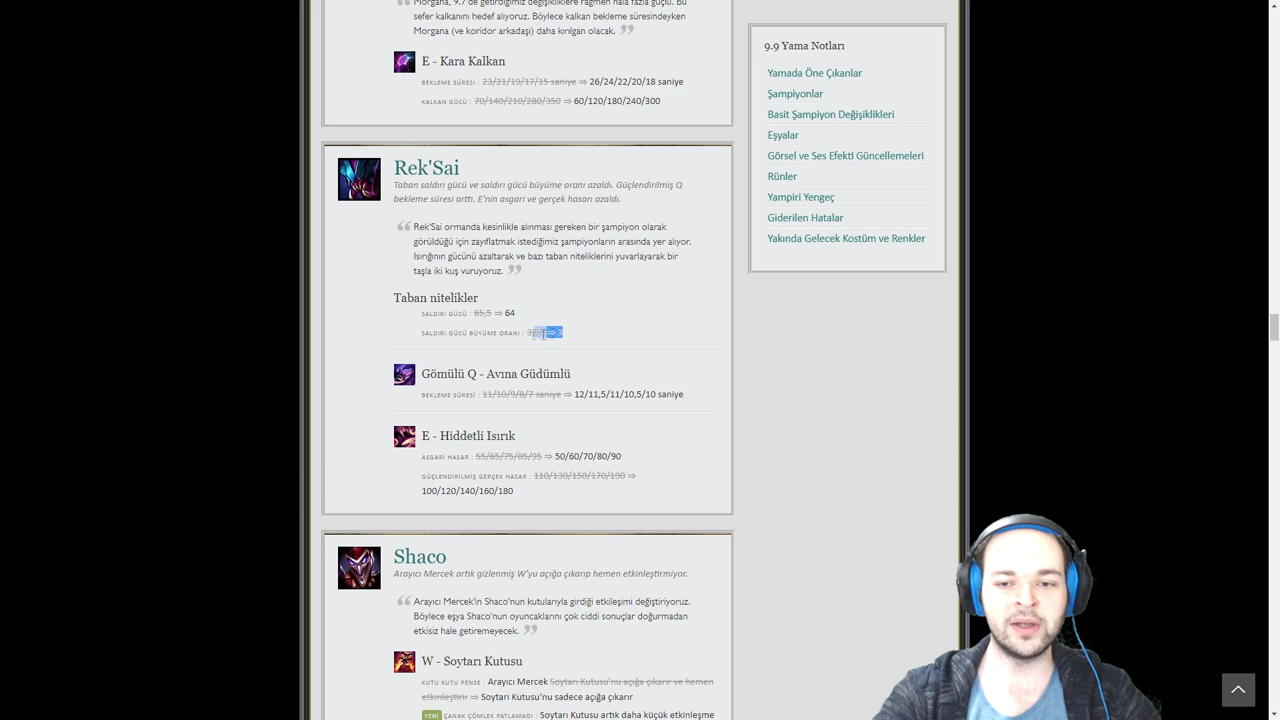 Morgana, 9.7'de getirdiğimiz değişikliklere rağmen hâlâ fazla güçlü. Bu
sefer kalkanını hedef alıyoruz. Böylece kalkan bekleme süresindeyken
Morgana (ve koridor arkadaşı) daha kırılgan olacak.
E - Kara Kalkan
BEKLEME SÜRESİ : 23/21/19/17/15 saniye ⇒ 26/24/22/20/18 saniye
KALKAN GÜCÜ : 70/140/210/280/350 ⇒ 60/120/180/240/300
Rek'Sai
Taban saldırı gücü ve saldırı gücü büyüme oranı azaldı. Güçlendirilmiş Q
bekleme süresi arttı. E'nin asgari ve gerçek hasarı azaldı.
Rek'Sai ormanda kesinlikle alınması gereken bir şampiyon olarak
görüldüğü için zayıflatmak istediğimiz şampiyonların arasında yer alıyor.
Isırığının gücünü azaltarak ve bazı taban niteliklerini yuvarlayarak bir
taşla iki kuş vuruyoruz.
Taban nitelikler
SALDIRI GÜCÜ : 65,5 ⇒ 64
SALDIRI GÜCÜ BÜYÜME ORANI : ⇒ 3
Gömülü Q - Avına Güdümlü
BEKLEME SÜRESİ : 11/10/9/8/7 saniye ⇒ 12/11,5/11/10,5/10 saniye
E - Hiddetli Isırık
ASGARİ HASAR : 55/65/75/85/95 ⇒ 50/60/70/80/90
GÜÇLENDİRİLMİŞ GERÇEK HASAR : 110/130/150/170/190 ⇒
100/120/140/160/180
Shaco
Arayıcı Mercek artık gizlenmiş W'yu açığa çıkarıp hemen etkinleştirmiyor.
Arayıcı Mercek'in Shaco'nun kutularıyla girdiği etkileşimi değiştiriyoruz.
Böylece eşya Shaco'nun oyuncaklarını çok ciddi sonuçlar doğurmadan
etkisiz hale getiremeyecek.
W - Soytarı Kutusu
KUTU KUTU PENSE : Arayıcı Mercek Soytarı Kutusu'nu açığa çıkarır ve hemen
etkinleştirir ⇒ Soytarı Kutusu'nu sadece açığa çıkarır
YENİ ÇANAK ÇÖMLEK PATLAMADI : Soytarı Kutusu artık daha küçük etkinleşme
9.9 Yama Notları
Yamada Öne Çıkanlar
Şampiyonlar
Basit Şampiyon Değişiklikleri
Eşyalar
Görsel ve Ses Efekti Güncellemeleri
Rünler
Yampiri Yengeç
Giderilen Hatalar
Yakında Gelecek Kostüm ve Renkler